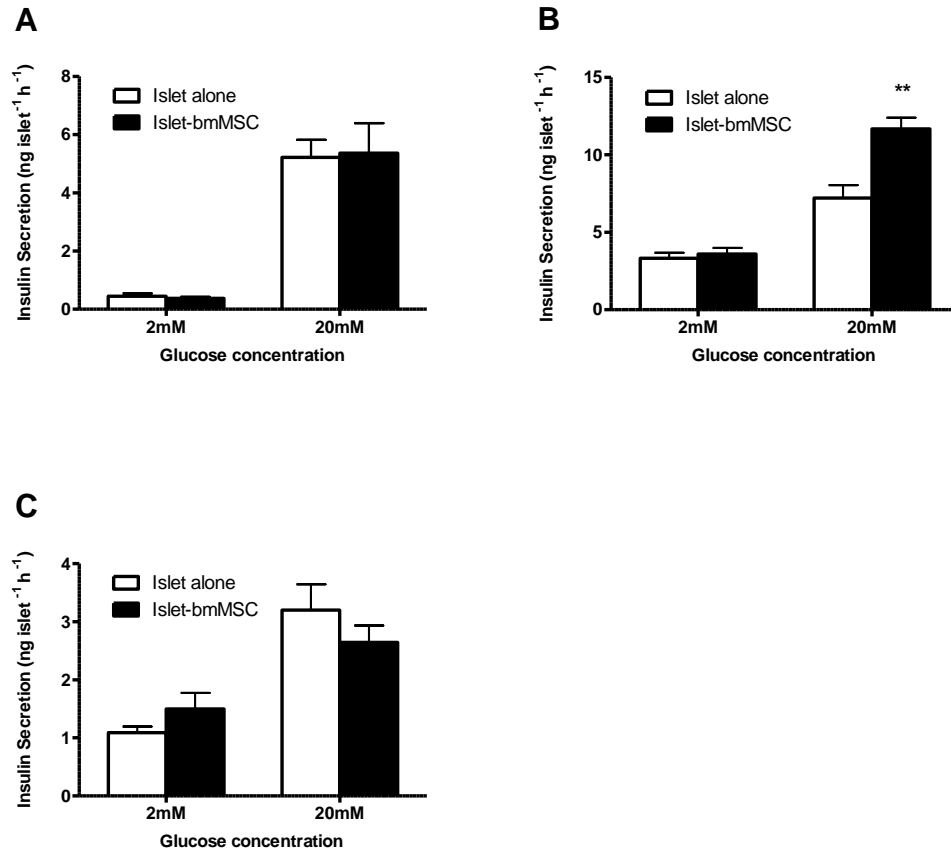 A
Insulin Secretion (ng islet⁻¹ h⁻¹)
8
6
4
2
0
Islet alone
Islet-bmMSC
2mM
20mM
Glucose concentration
B
Insulin Secretion (ng islet⁻¹ h⁻¹)
15
10
5
0
Islet alone
Islet-bmMSC
**
2mM
20mM
Glucose concentration
C
Insulin Secretion (ng islet⁻¹ h⁻¹)
4
3
2
1
0
Islet alone
Islet-bmMSC
2mM
20mM
Glucose concentration